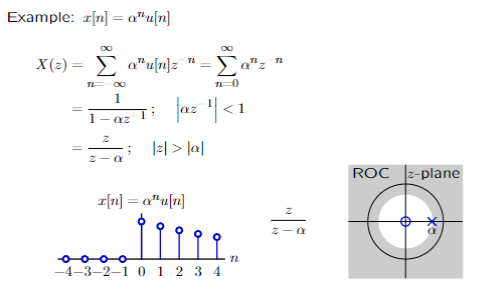 Example: x[n] = αⁿu[n]
X(z) = ∑_{n=−∞}^{∞} αⁿu[n]z⁻ⁿ = ∑_{n=0}^{∞} αⁿz⁻ⁿ
= 1/(1 − αz⁻¹) ; |αz⁻¹| < 1
= z/(z − α) ; |z| > |α|
ROC z-plane
x[n] = αⁿu[n]
z/(z − α)
α
n
−4−3−2−1 0 1 2 3 4